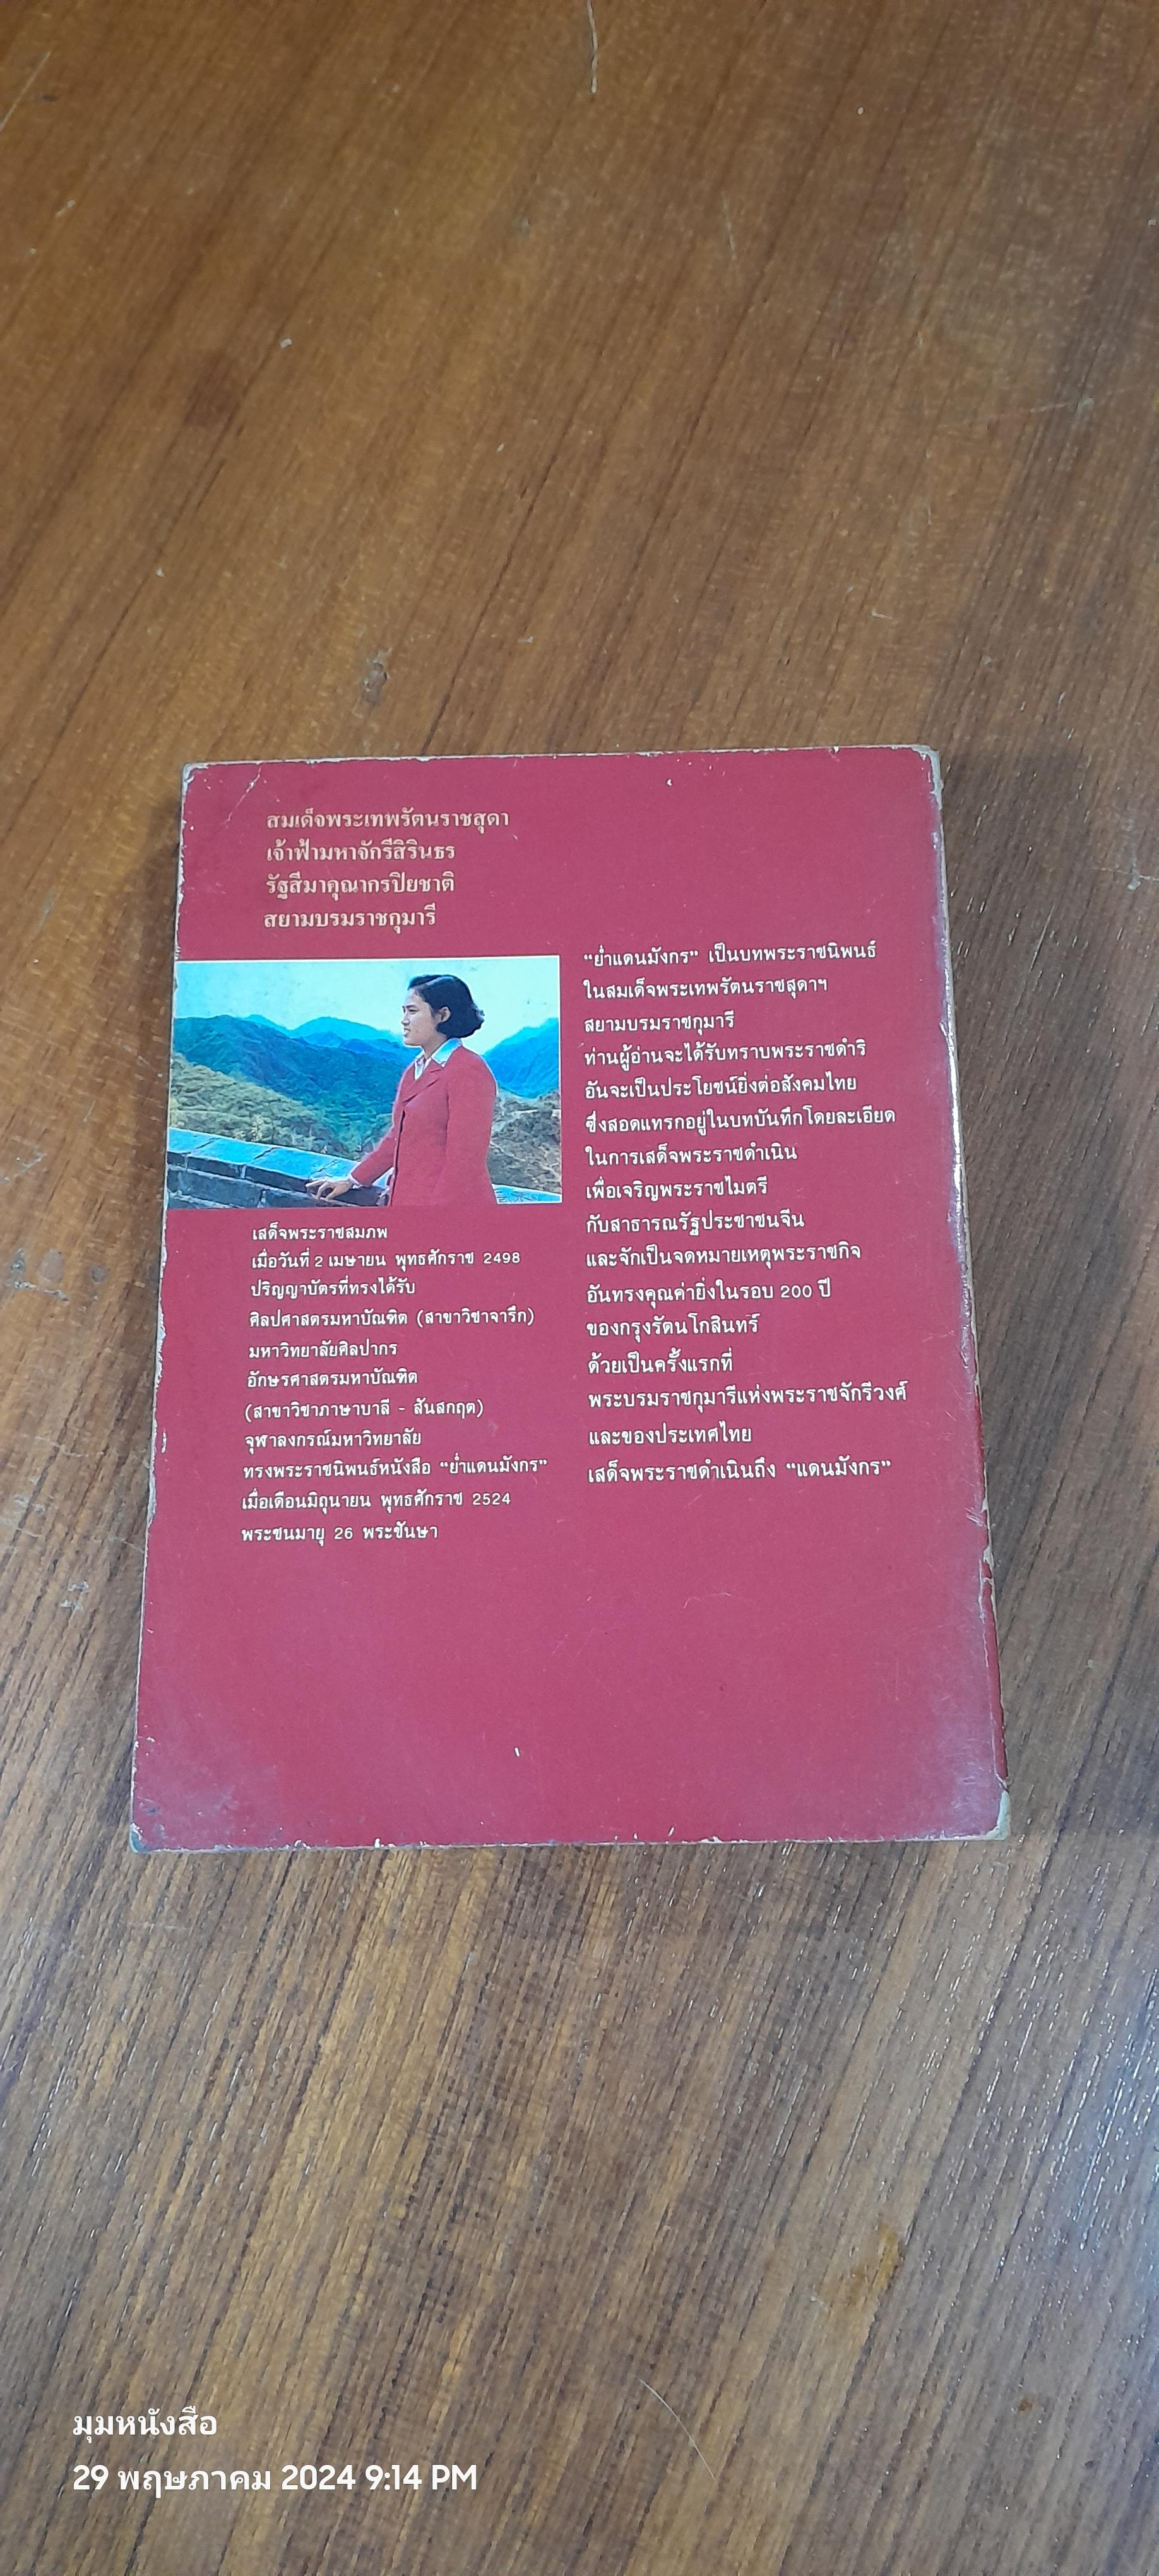 สมเด็จพระเทพรัตนราชสุดา
เจ้าฟ้ามหาจักรีสิรินธร
รัฐสีมาคุณากรปิยชาติ
สยามบรมราชกุมารี
เสด็จพระราชสมภพ
เมื่อวันที่ 2 เมษายน พุทธศักราช 2498
ปริญญาบัตรที่ทรงได้รับ
ศิลปศาสตรมหาบัณฑิต (สาขาวิชาจารึก)
มหาวิทยาลัยศิลปากร
อักษรศาสตรมหาบัณฑิต
(สาขาวิชาภาษาบาลี - สันสกฤต)
จุฬาลงกรณ์มหาวิทยาลัย
ทรงพระราชนิพนธ์หนังสือ “ย่ำแดนมังกร”
เมื่อเดือนมิถุนายน พุทธศักราช 2524
พระชนมายุ 26 พระชันษา
“ย่ำแดนมังกร” เป็นบทพระราชนิพนธ์
ในสมเด็จพระเทพรัตนราชสุดาฯ
สยามบรมราชกุมารี
ท่านผู้อ่านจะได้รับทราบพระราชดำริ
อันจะเป็นประโยชน์ยิ่งต่อสังคมไทย
ซึ่งสอดแทรกอยู่ในบทบันทึกโดยละเอียด
ในการเสด็จพระราชดำเนิน
เพื่อเจริญพระราชไมตรี
กับสาธารณรัฐประชาชนจีน
และจักเป็นจดหมายเหตุพระราชกิจ
อันทรงคุณค่ายิ่งในรอบ 200 ปี
ของกรุงรัตนโกสินทร์
ด้วยเป็นครั้งแรกที่
พระบรมราชกุมารีแห่งพระราชจักรีวงศ์
และของประเทศไทย
เสด็จพระราชดำเนินถึง “แดนมังกร”
มุมหนังสือ
29 พฤษภาคม 2024 9:14 PM